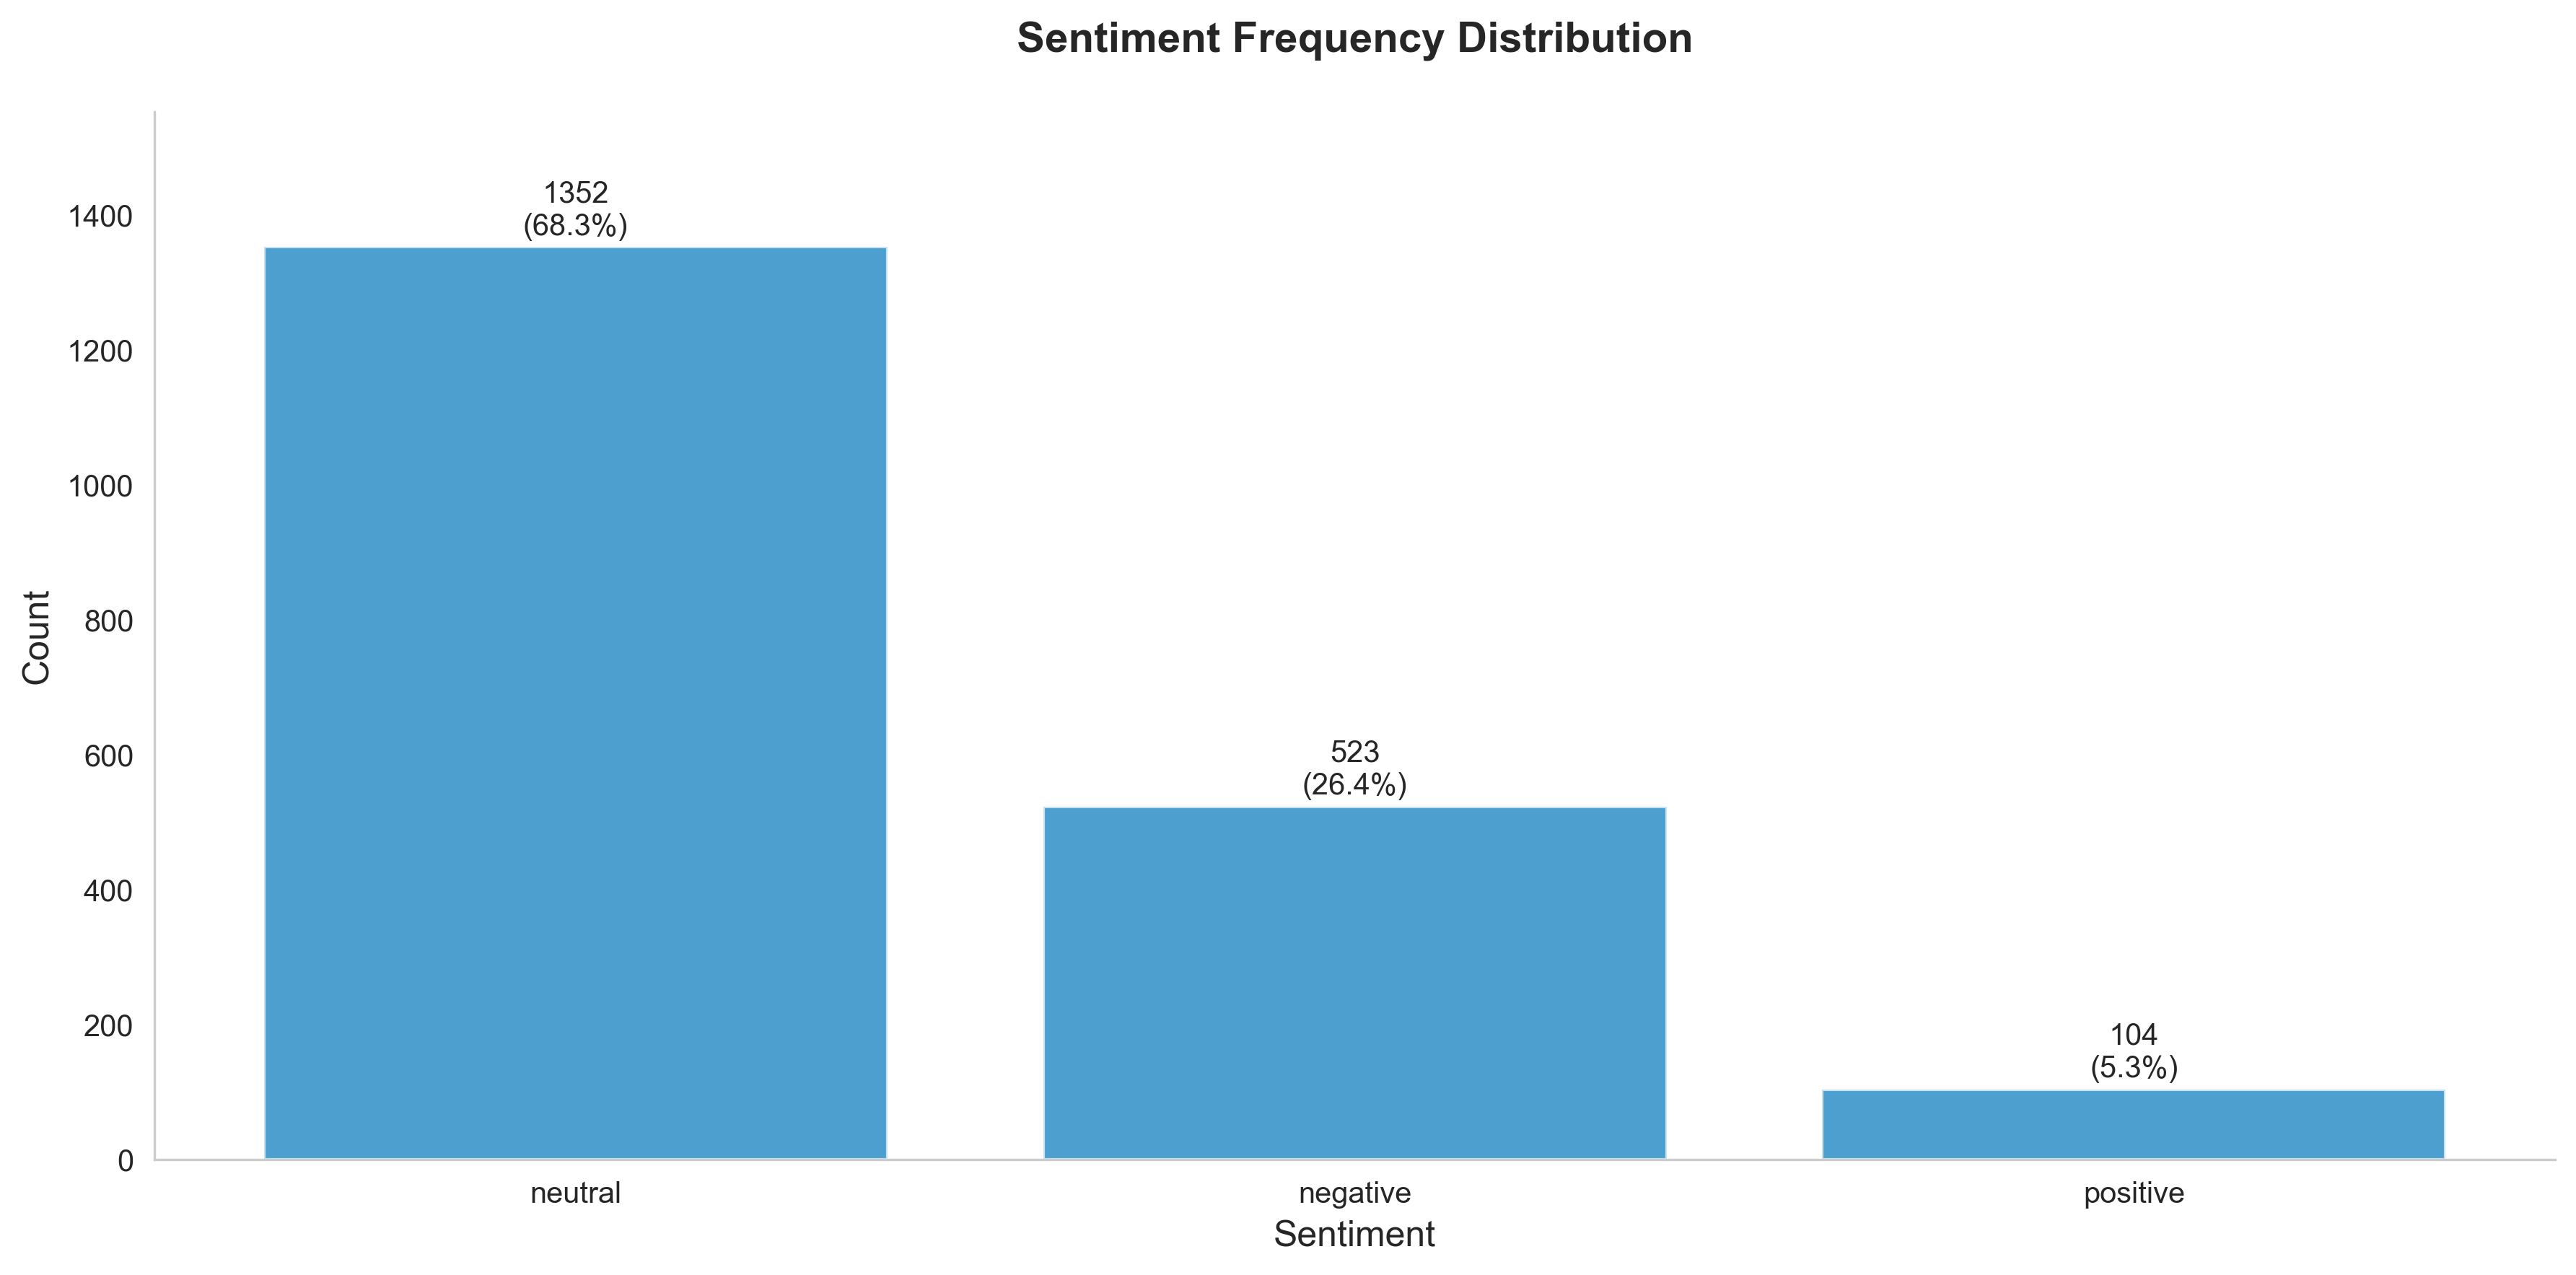 Sentiment Frequency Distribution
1352
(68.3%)
1400
1200
1000
800
600
400
200
0
Count
523
(26.4%)
104
(5.3%)
neutral
negative
positive
Sentiment